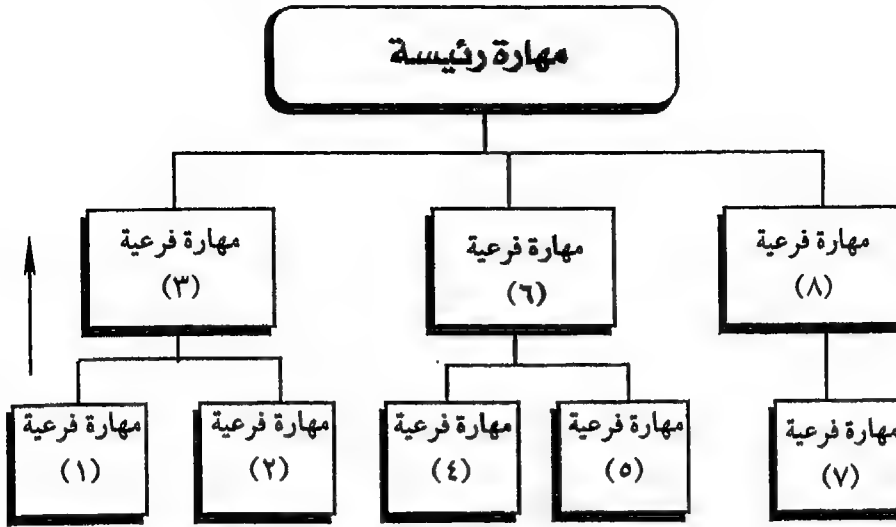 مهارة رئيسة
مهارة فرعية
(٨)
مهارة فرعية
(٦)
مهارة فرعية
(٣)
مهارة فرعية
(٧)
مهارة فرعية
(٥)
مهارة فرعية
(٤)
مهارة فرعية
(٢)
مهارة فرعية
(١)